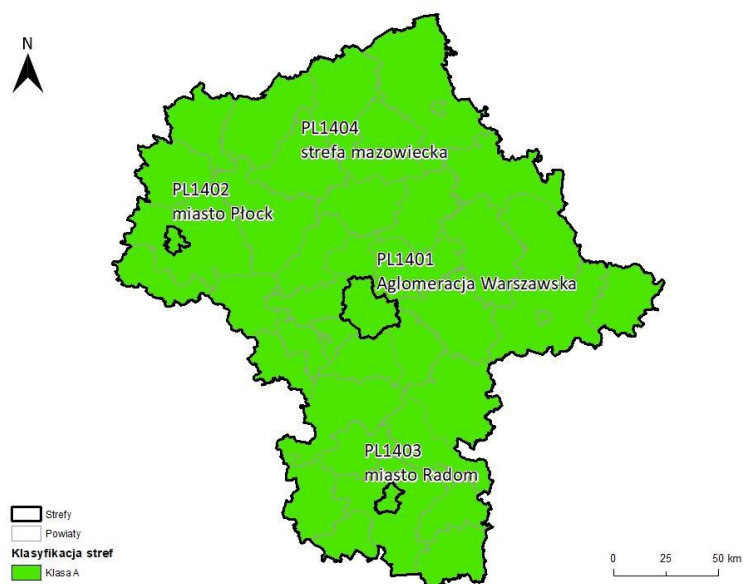 N
PL1404
strefa mazowiecka
PL1402
miasto Płock
PL1401
Aglomeracja Warszawska
PL1403
miasto Radom
Strefy
Powiaty
Klasyfikacja stref
Klasa A
0 25 50 km